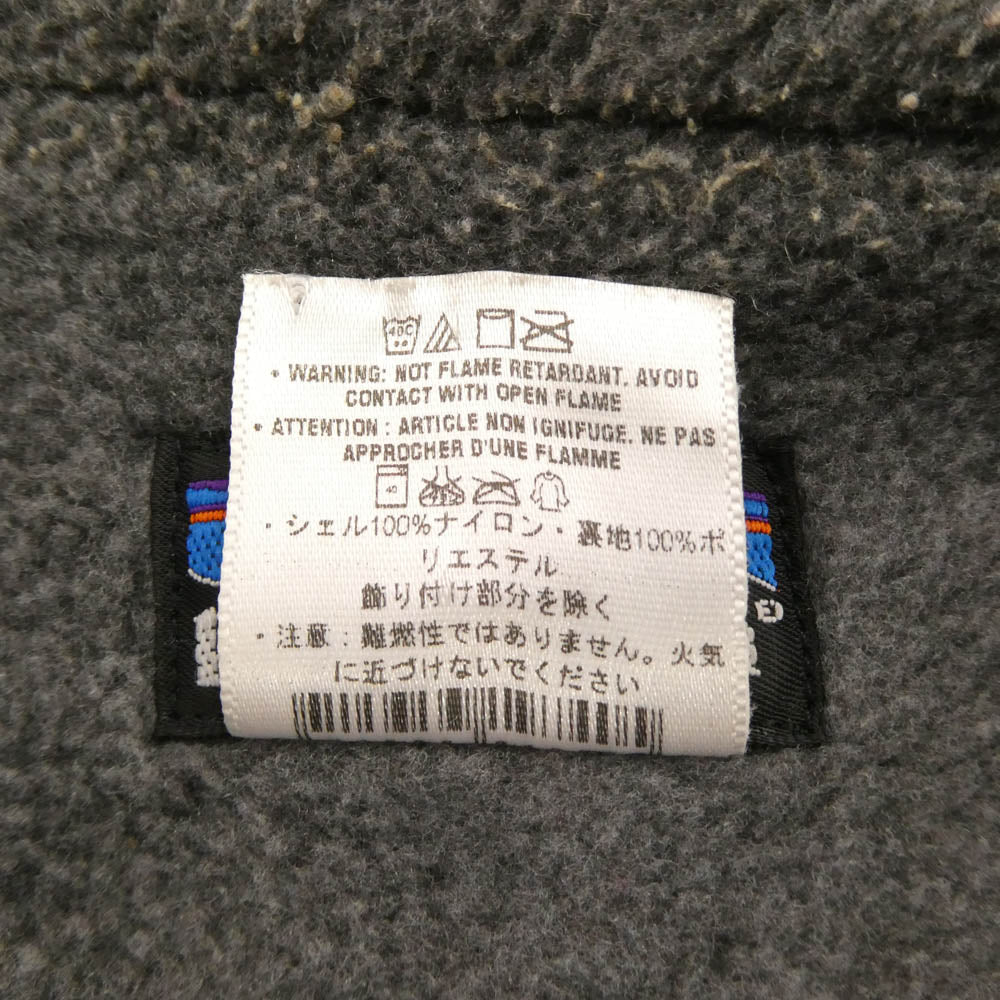 40C
• WARNING: NOT FLAME RETARDANT. AVOID
CONTACT WITH OPEN FLAME
• ATTENTION : ARTICLE NON IGNIFUGE. NE PAS
APPROCHER D'UNE FLAMME
40
・シェル100%ナイロン・裏地100%ポ
リエステル
飾り付け部分を除く
・注意：難燃性ではありません。火気
に近づけないでください
®